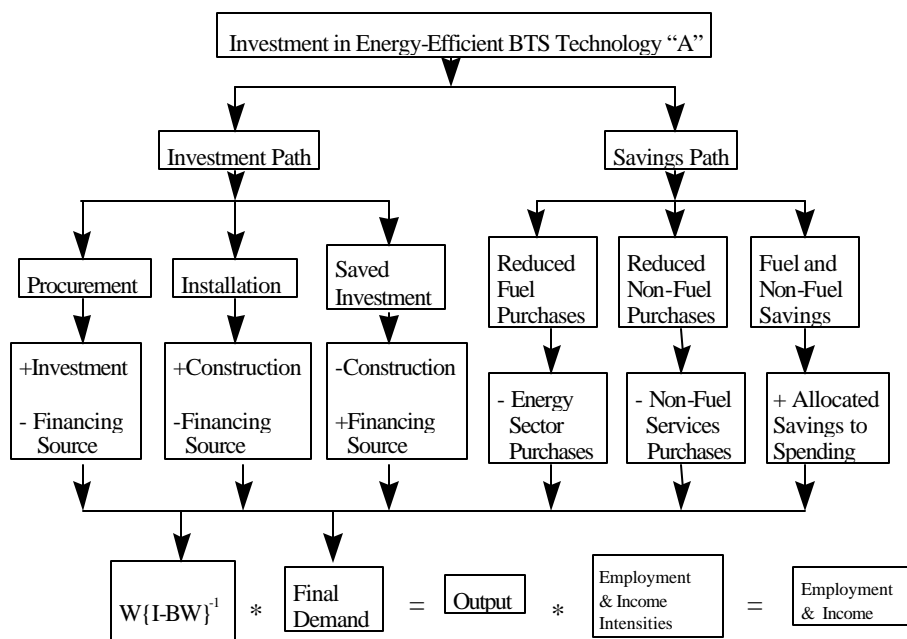 Investment in Energy-Efficient BTS Technology “A”
Investment Path
Savings Path
Procurement
Installation
Saved
Investment
Reduced
Fuel
Purchases
Reduced
Non-Fuel
Purchases
Fuel and
Non-Fuel
Savings
+Investment
- Financing
Source
+Construction
-Financing
Source
-Construction
+Financing
Source
- Energy
Sector
Purchases
- Non-Fuel
Services
Purchases
+ Allocated
Savings to
Spending
W{I-BW}⁻¹
*
Final
Demand
=
Output
*
Employment
& Income
Intensities
=
Employment
& Income